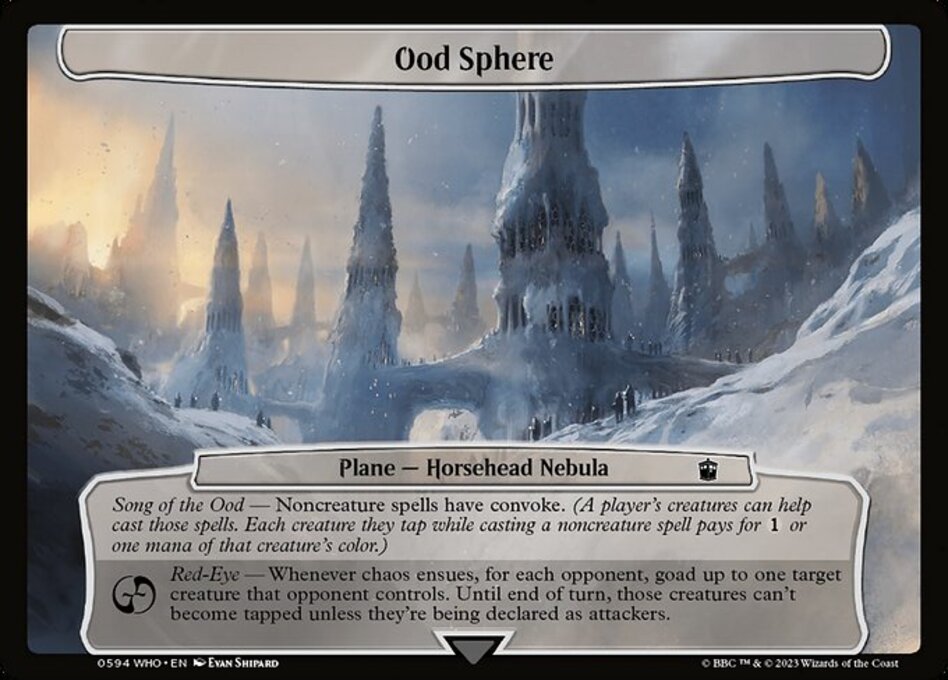 Ood Sphere
Plane — Horsehead Nebula
Song of the Ood — Noncreature spells have convoke. (A player's creatures can help
cast those spells. Each creature they tap while casting a noncreature spell pays for 1 or
one mana of that creature's color.)
Red-Eye — Whenever chaos ensues, for each opponent, goad up to one target
creature that opponent controls. Until end of turn, those creatures can't
become tapped unless they're being declared as attackers.
0594 WHO • EN Evan Shipard
© BBC ™ & © 2023 Wizards of the Coast